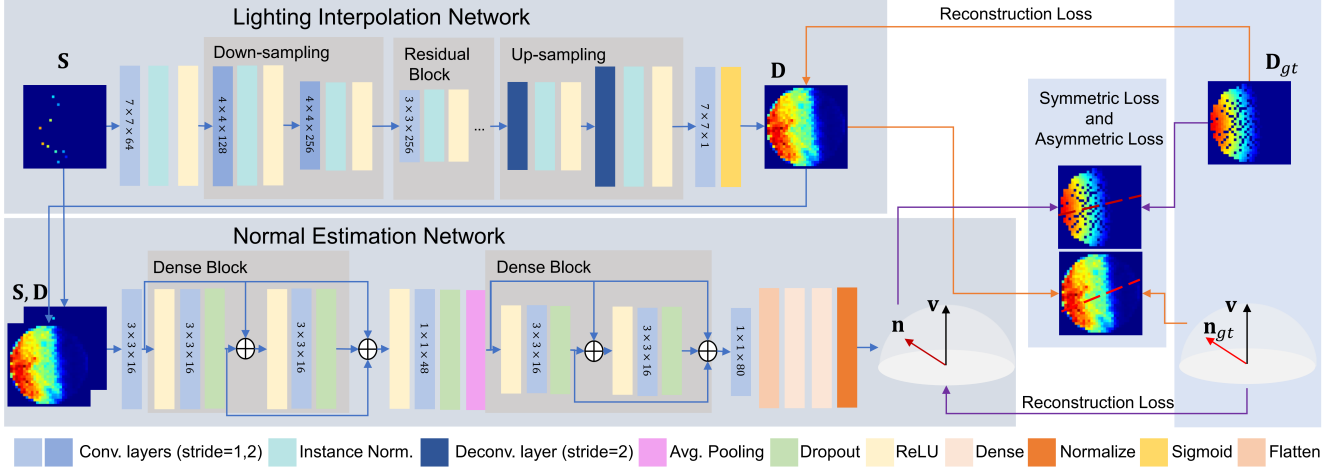 Lighting Interpolation Network
Reconstruction Loss
S
Down-sampling
Residual
Block
Up-sampling
D
D_gt
7×7×64
4×4×128
4×4×256
3×3×256
...
7×7×1
Symmetric Loss
and
Asymmetric Loss
Normal Estimation Network
S, D
Dense Block
Dense Block
3×3×16
3×3×16
3×3×16
1×1×48
3×3×16
3×3×16
1×1×80
n
v
v
n_gt
Reconstruction Loss
Conv. layers (stride=1,2)
Instance Norm.
Deconv. layer (stride=2)
Avg. Pooling
Dropout
ReLU
Dense
Normalize
Sigmoid
Flatten